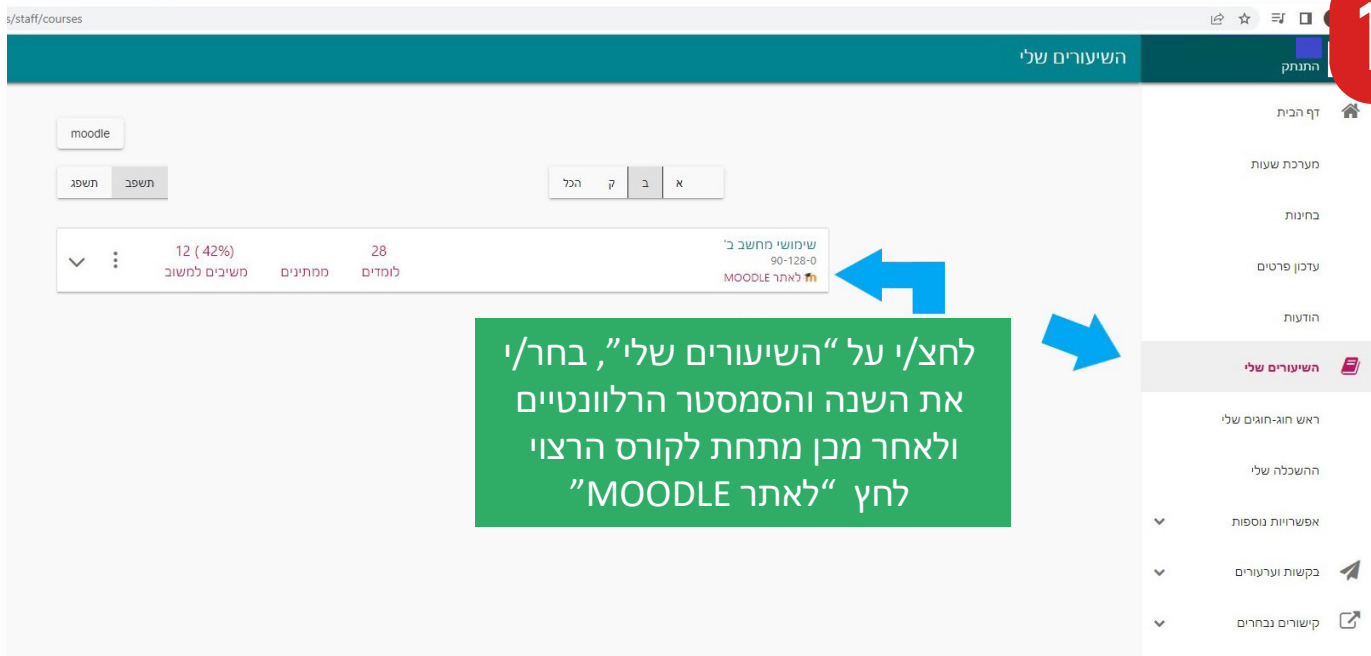 s/staff/courses
1
התנתק
השיעורים שלי
דף הבית
מערכת שעות
בחינות
עדכון פרטים
הודעות
השיעורים שלי
ראש חוג-חוגים שלי
ההשכלה שלי
אפשרויות נוספות
בקשות וערעורים
קישורים נבחרים
moodle
א ב ק הכל
תשפב תשפג
שימושי מחשב ב'
90-128-0
לאתר MOODLE
28
לומדים
ממתינים
12 ( 42%)
משיבים למשוב
לחצ/י על “השיעורים שלי”, בחר/י
את השנה והסמסטר הרלוונטיים
ולאחר מכן מתחת לקורס הרצוי
לחץ “לאתר MOODLE”